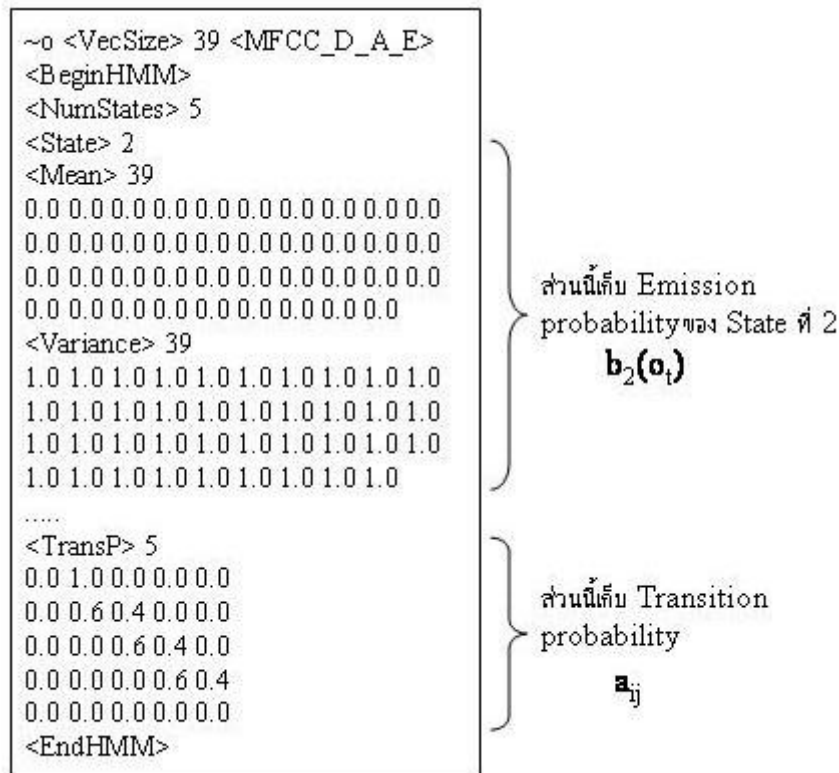 ~o <VecSize> 39 <MFCC_D_A_E>
<BeginHMM>
<NumStates> 5
<State> 2
<Mean> 39
0.0 0.0 0.0 0.0 0.0 0.0 0.0 0.0 0.0 0.0
0.0 0.0 0.0 0.0 0.0 0.0 0.0 0.0 0.0 0.0
0.0 0.0 0.0 0.0 0.0 0.0 0.0 0.0 0.0 0.0
0.0 0.0 0.0 0.0 0.0 0.0 0.0 0.0 0.0
<Variance> 39
1.0 1.0 1.0 1.0 1.0 1.0 1.0 1.0 1.0 1.0
1.0 1.0 1.0 1.0 1.0 1.0 1.0 1.0 1.0 1.0
1.0 1.0 1.0 1.0 1.0 1.0 1.0 1.0 1.0 1.0
1.0 1.0 1.0 1.0 1.0 1.0 1.0 1.0 1.0
.....
<TransP> 5
0.0 1.0 0.0 0.0 0.0
0.0 0.6 0.4 0.0 0.0
0.0 0.0 0.6 0.4 0.0
0.0 0.0 0.0 0.6 0.4
0.0 0.0 0.0 0.0 0.0
<EndHMM>
ส่วนนี้เก็บ Emission
probabilityของ State ที่ 2
b2(ot)
ส่วนนี้เก็บ Transition
probability
aij